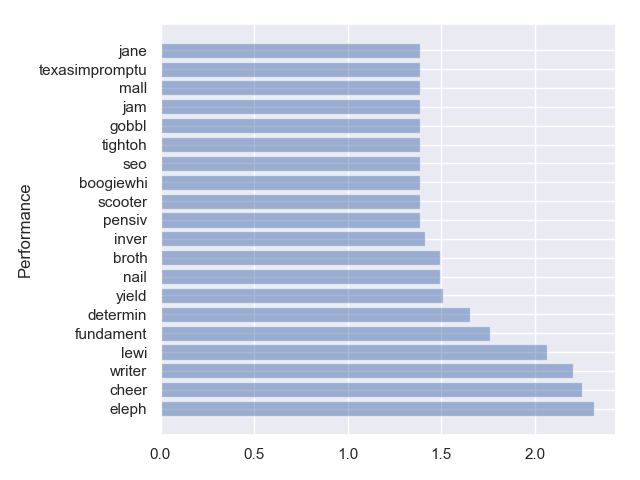 jane
texasimpromptu
mall
jam
gobbl
tightoh
seo
boogiewhi
scooter
pensiv
inver
broth
nail
yield
determin
fundament
lewi
writer
cheer
eleph
Performance
0.0 0.5 1.0 1.5 2.0